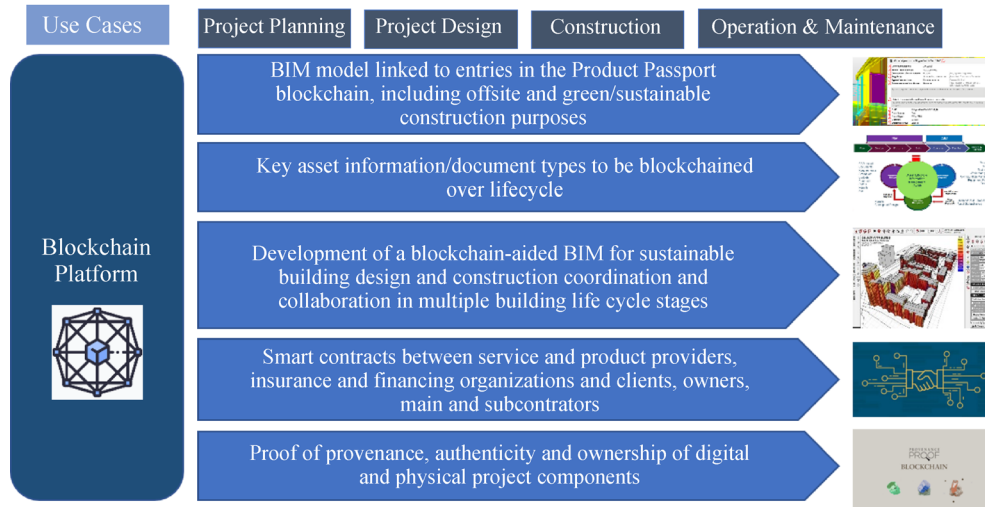 Use Cases
Project Planning
Project Design
Construction
Operation & Maintenance
Blockchain
Platform
BIM model linked to entries in the Product Passport
blockchain, including offsite and green/sustainable
construction purposes
Key asset information/document types to be blockchained
over lifecycle
Development of a blockchain-aided BIM for sustainable
building design and construction coordination and
collaboration in multiple building life cycle stages
Smart contracts between service and product providers,
insurance and financing organizations and clients, owners,
main and subcontrators
Proof of provenance, authenticity and ownership of digital
and physical project components
PROOF
BLOCKCHAIN